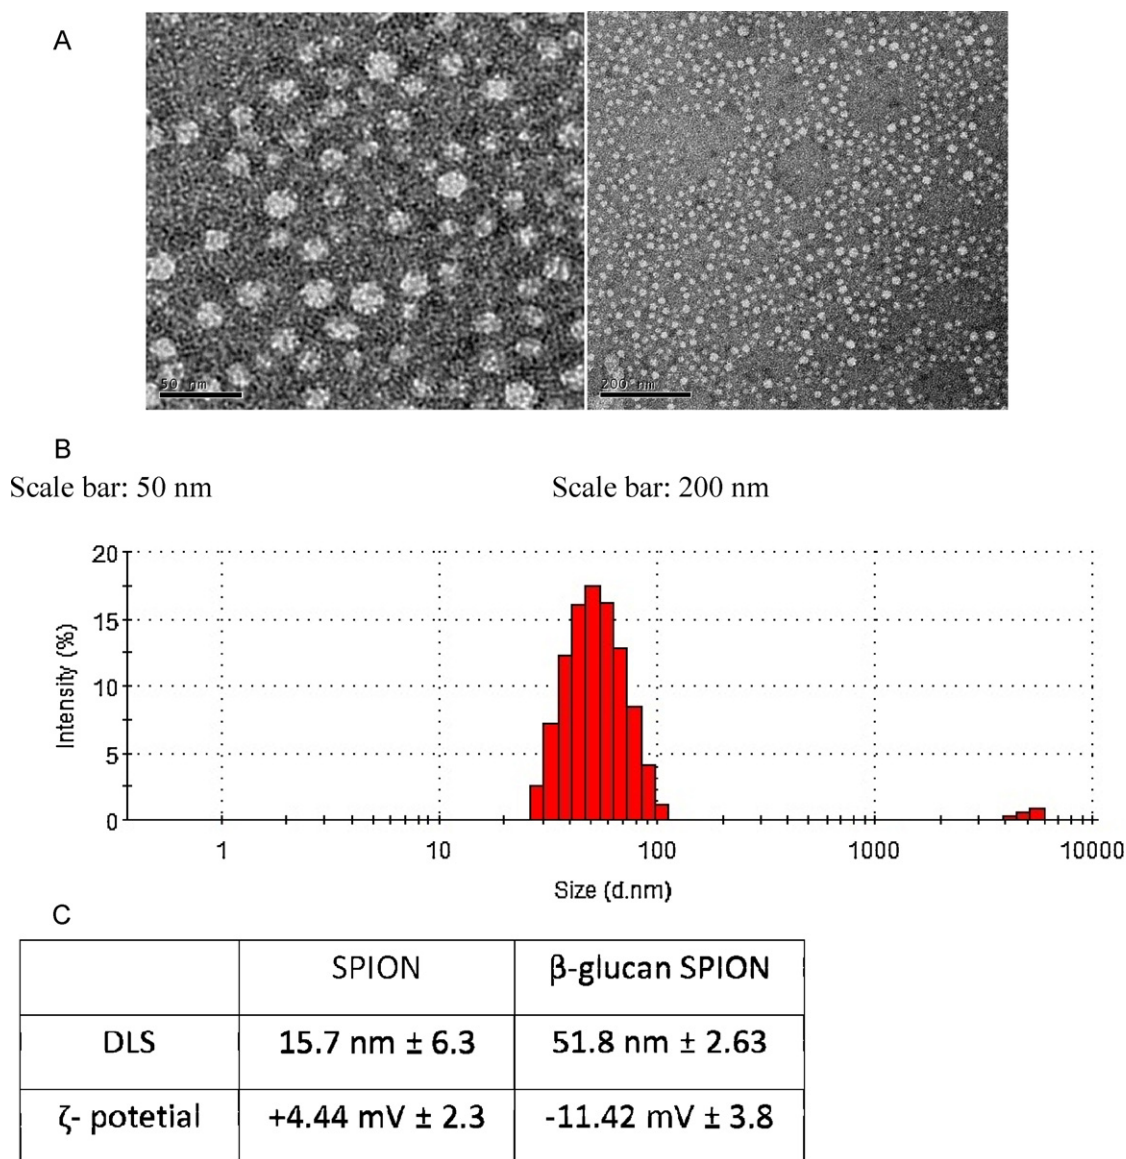 A
50 nm
200 nm
B
Scale bar: 50 nm
Scale bar: 200 nm
20
15
10
5
0
Intensity (%)
1
10
100
1000
10000
Size (d.nm)
C
SPION
β-glucan SPION
DLS
15.7 nm ± 6.3
51.8 nm ± 2.63
ζ- potetial
+4.44 mV ± 2.3
-11.42 mV ± 3.8